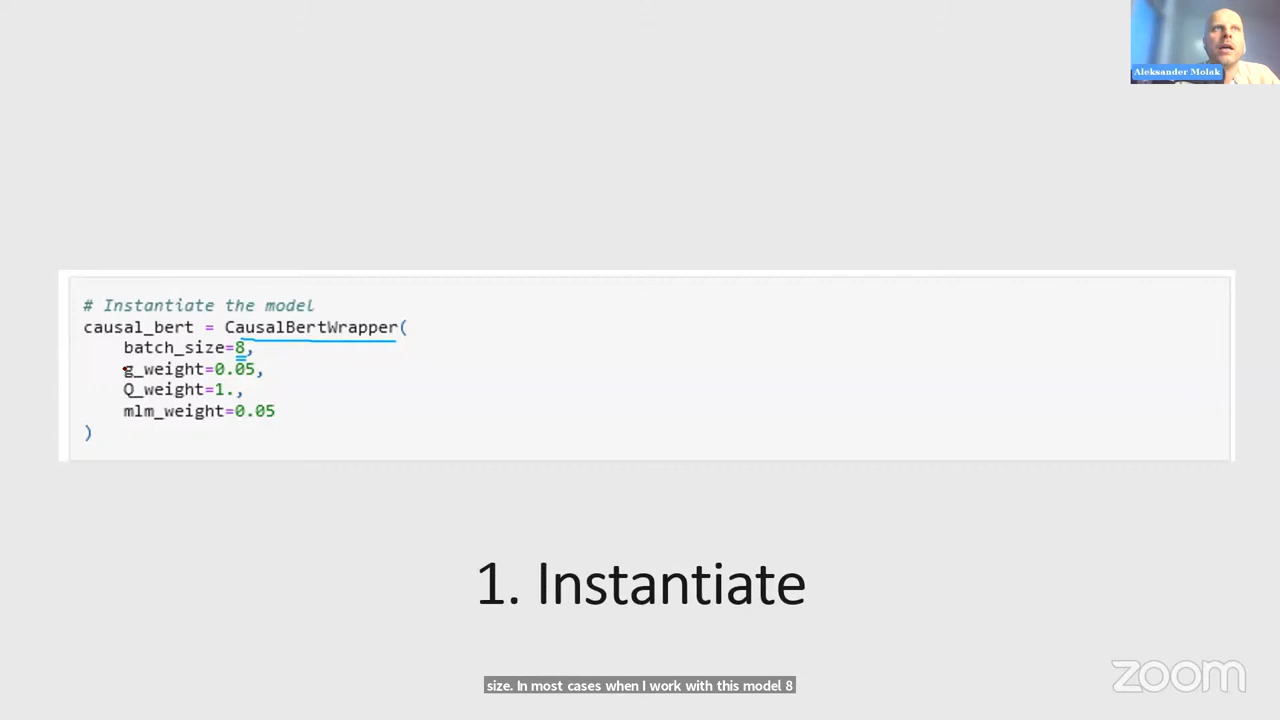 Aleksander Molak
# Instantiate the model
causal_bert = CausalBertWrapper(
batch_size=8,
g_weight=0.05,
Q_weight=1.,
mlm_weight=0.05
)
1. Instantiate
size. In most cases when I work with this model 8
zoom